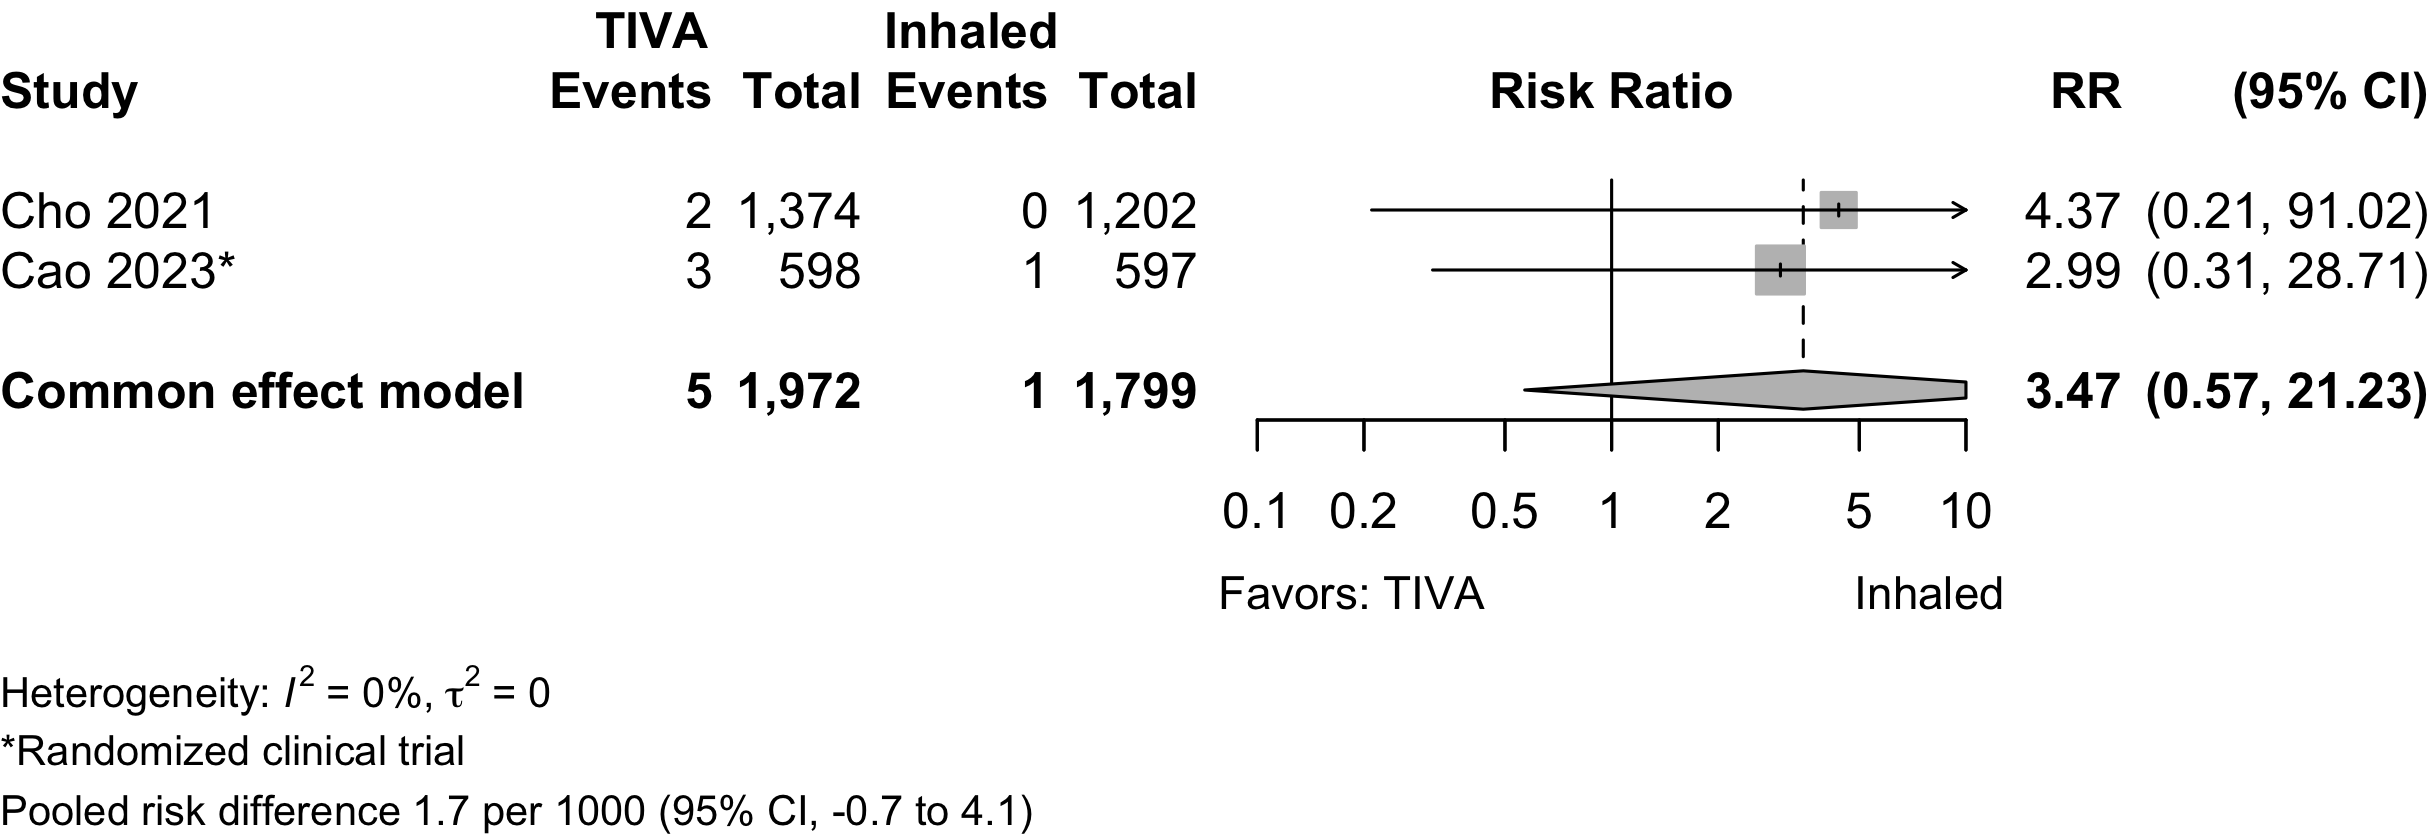 TIVA Inhaled
Study Events Total Events Total Risk Ratio RR (95% CI)
Cho 2021 2 1,374 0 1,202 4.37 (0.21, 91.02)
Cao 2023* 3 598 1 597 2.99 (0.31, 28.71)
Common effect model 5 1,972 1 1,799 3.47 (0.57, 21.23)
0.1 0.2 0.5 1 2 5 10
Favors: TIVA Inhaled
Heterogeneity: I² = 0%, τ² = 0
*Randomized clinical trial
Pooled risk difference 1.7 per 1000 (95% CI, -0.7 to 4.1)